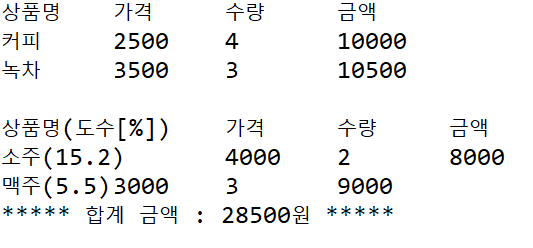 상품명 가격 수량 금액
커피 2500 4 10000
녹차 3500 3 10500
상품명(도수[%]) 가격 수량 금액
소주(15.2) 4000 2 8000
맥주(5.5)3000 3 9000
***** 합계 금액 : 28500원 *****